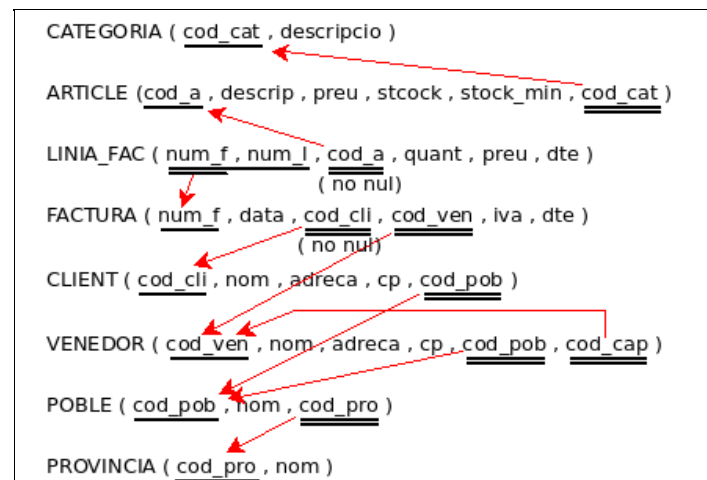 CATEGORIA ( cod_cat , descripcio )
ARTICLE (cod_a , descrip , preu , stcock , stock_min , cod_cat )
LINIA_FAC ( num_f , num_l , cod_a , quant , preu , dte )
( no nul)
FACTURA ( num_f , data , cod_cli , cod_ven , iva , dte )
( no nul)
CLIENT ( cod_cli , nom , adreca , cp , cod_pob )
VENEDOR ( cod_ven , nom , adreca , cp , cod_pob , cod_cap )
POBLE ( cod_pob , nom , cod_pro )
PROVINCIA ( cod_pro , nom )